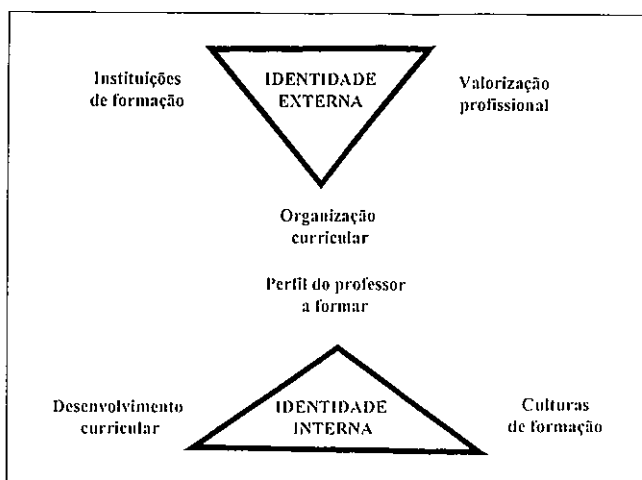 Instituições
de formação
IDENTIDADE
EXTERNA
Valorização
profissional
Organização
curricular
Perfil do professor
a formar
Desenvolvimento
curricular
IDENTIDADE
INTERNA
Culturas
de formação